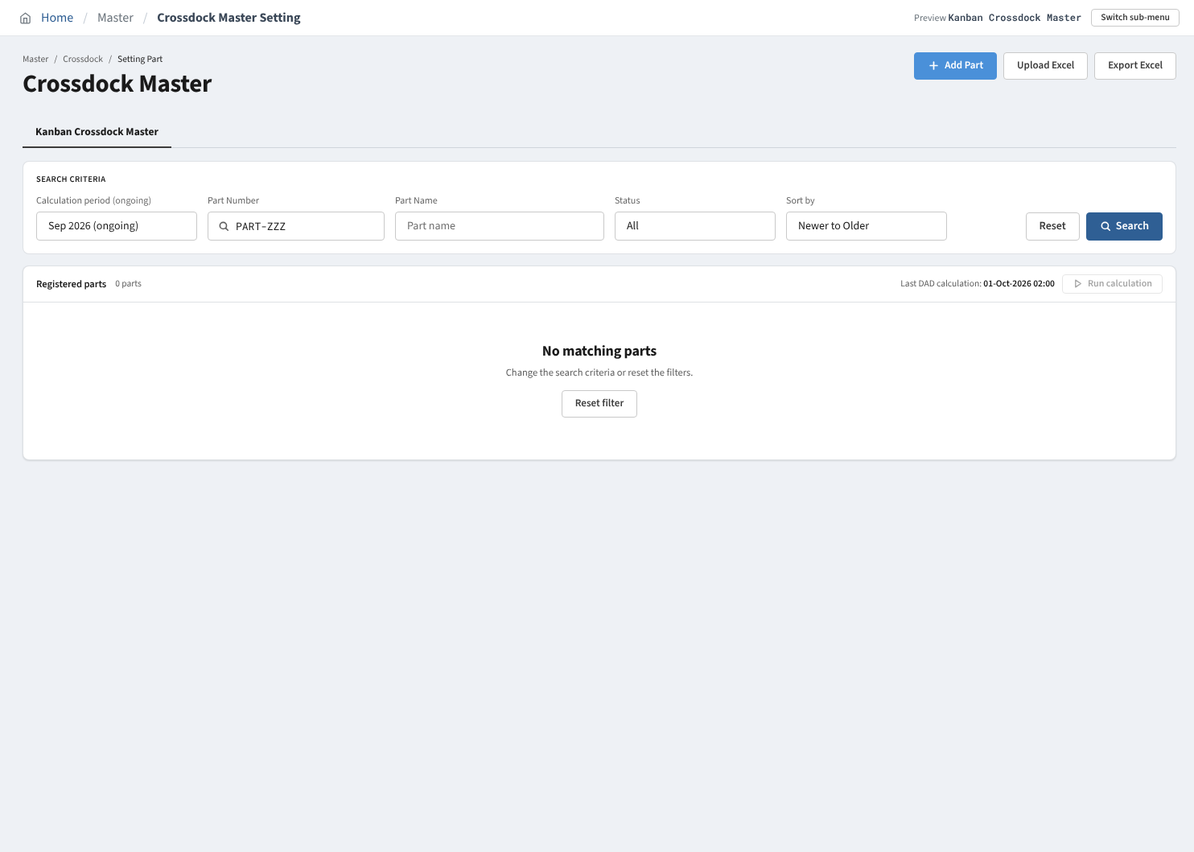 Home / Master / Crossdock Master Setting
Preview Kanban Crossdock Master Switch sub-menu
Master / Crossdock / Setting Part
Crossdock Master
Add Part Upload Excel Export Excel
Kanban Crossdock Master
SEARCH CRITERIA
Calculation period (ongoing) Part Number Part Name Status Sort by
Sep 2026 (ongoing) PART-ZZZ Part name All Newer to Older Reset Search
Registered parts 0 parts Last DAD calculation: 01-Oct-2026 02:00 Run calculation
No matching parts
Change the search criteria or reset the filters.
Reset filter